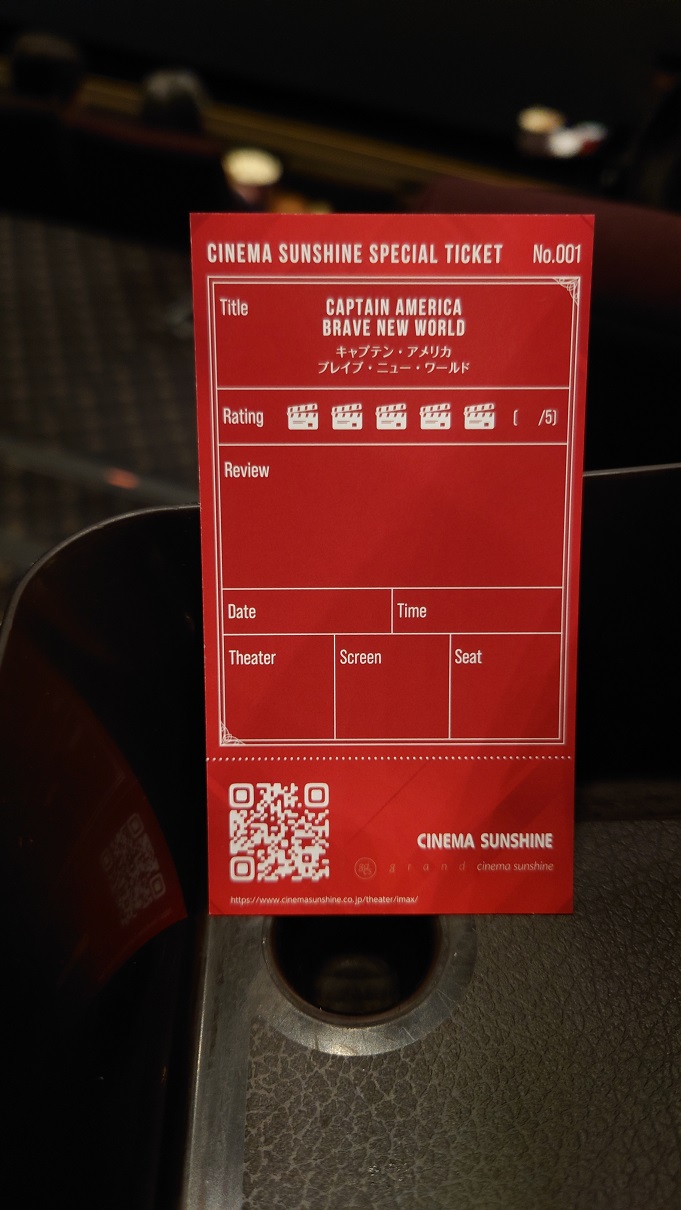 CINEMA SUNSHINE SPECIAL TICKET No.001
Title
CAPTAIN AMERICA
BRAVE NEW WORLD
キャプテン・アメリカ
ブレイブ・ニュー・ワールド
Rating ( /5)
Review
Date Time
Theater Screen Seat
CINEMA SUNSHINE
grand cinema sunshine
https://www.cinemasunshine.co.jp/theater/imax/